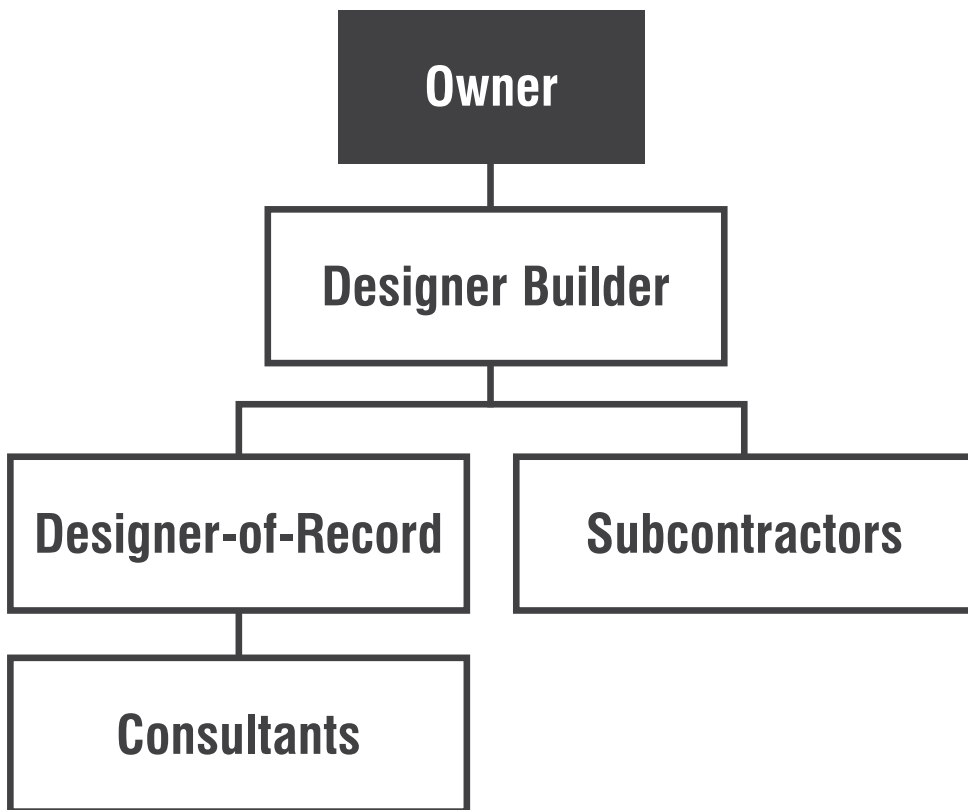 Owner
Designer Builder
Designer-of-Record
Subcontractors
Consultants